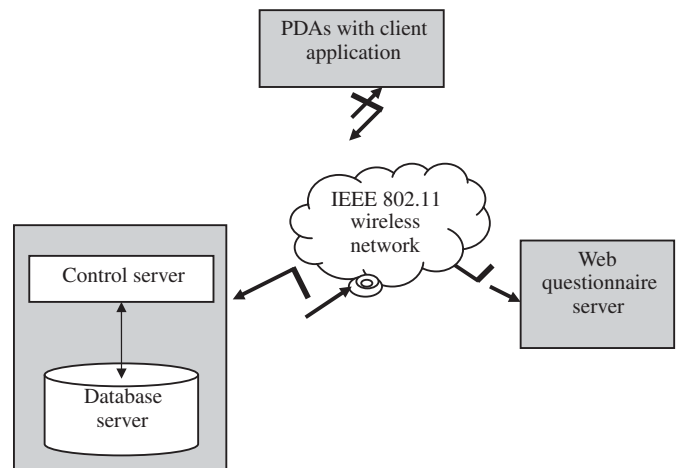 PDAs with client
application
IEEE 802.11
wireless
network
Control server
Database
server
Web
questionnaire
server